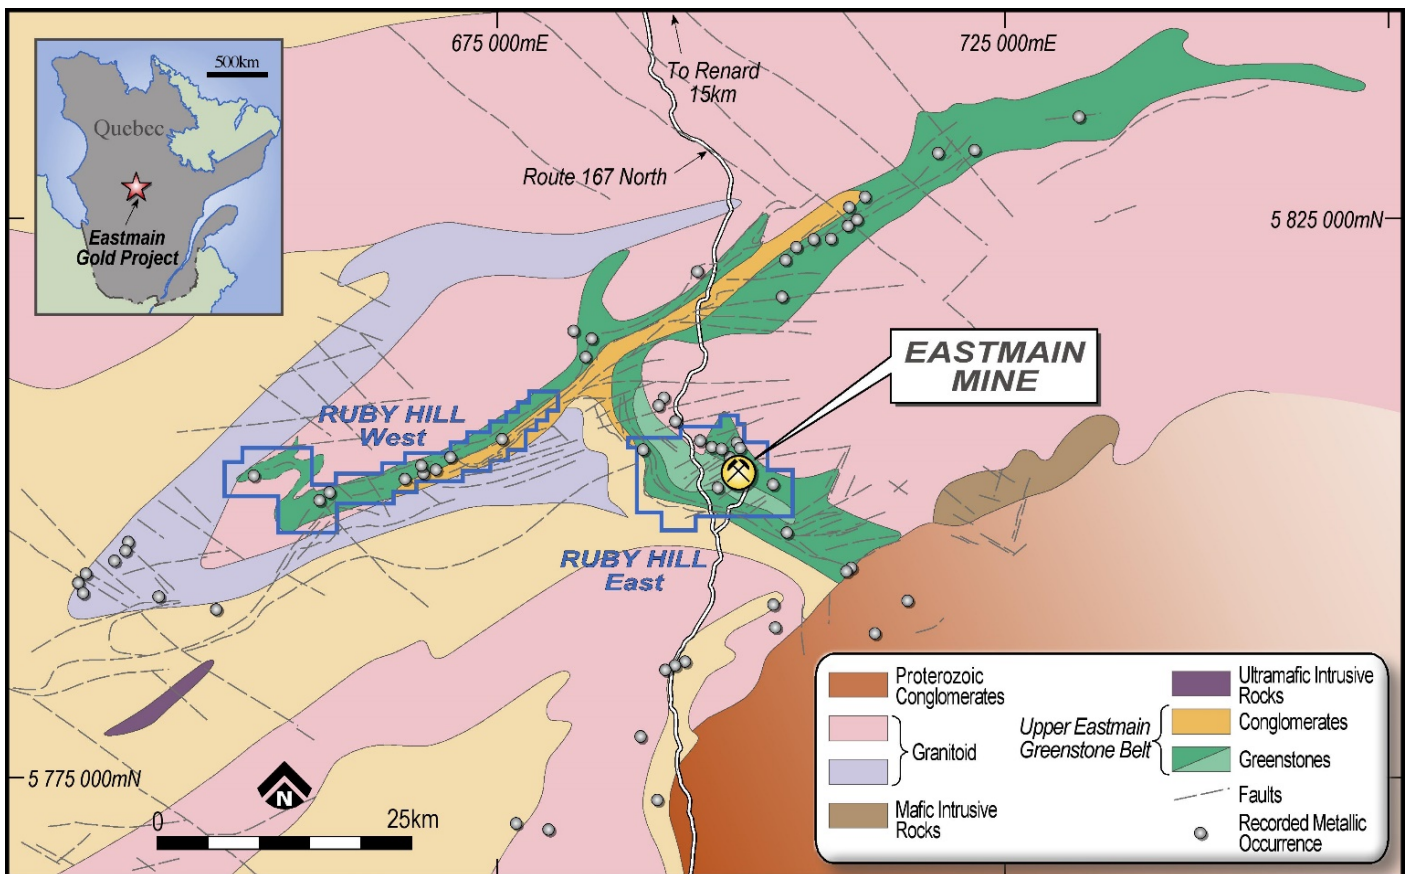 675 000mE
725 000mE
500km
Quebec
Eastmain
Gold Project
To Renard
15km
Route 167 North
5 825 000mN
EASTMAIN
MINE
RUBY HILL
West
RUBY HILL
East
5 775 000mN
N
0
25km
Proterozoic
Conglomerates
Granitoid
Mafic Intrusive
Rocks
Ultramafic Intrusive
Rocks
Upper Eastmain
Greenstone Belt
Conglomerates
Greenstones
Faults
Recorded Metallic
Occurrence